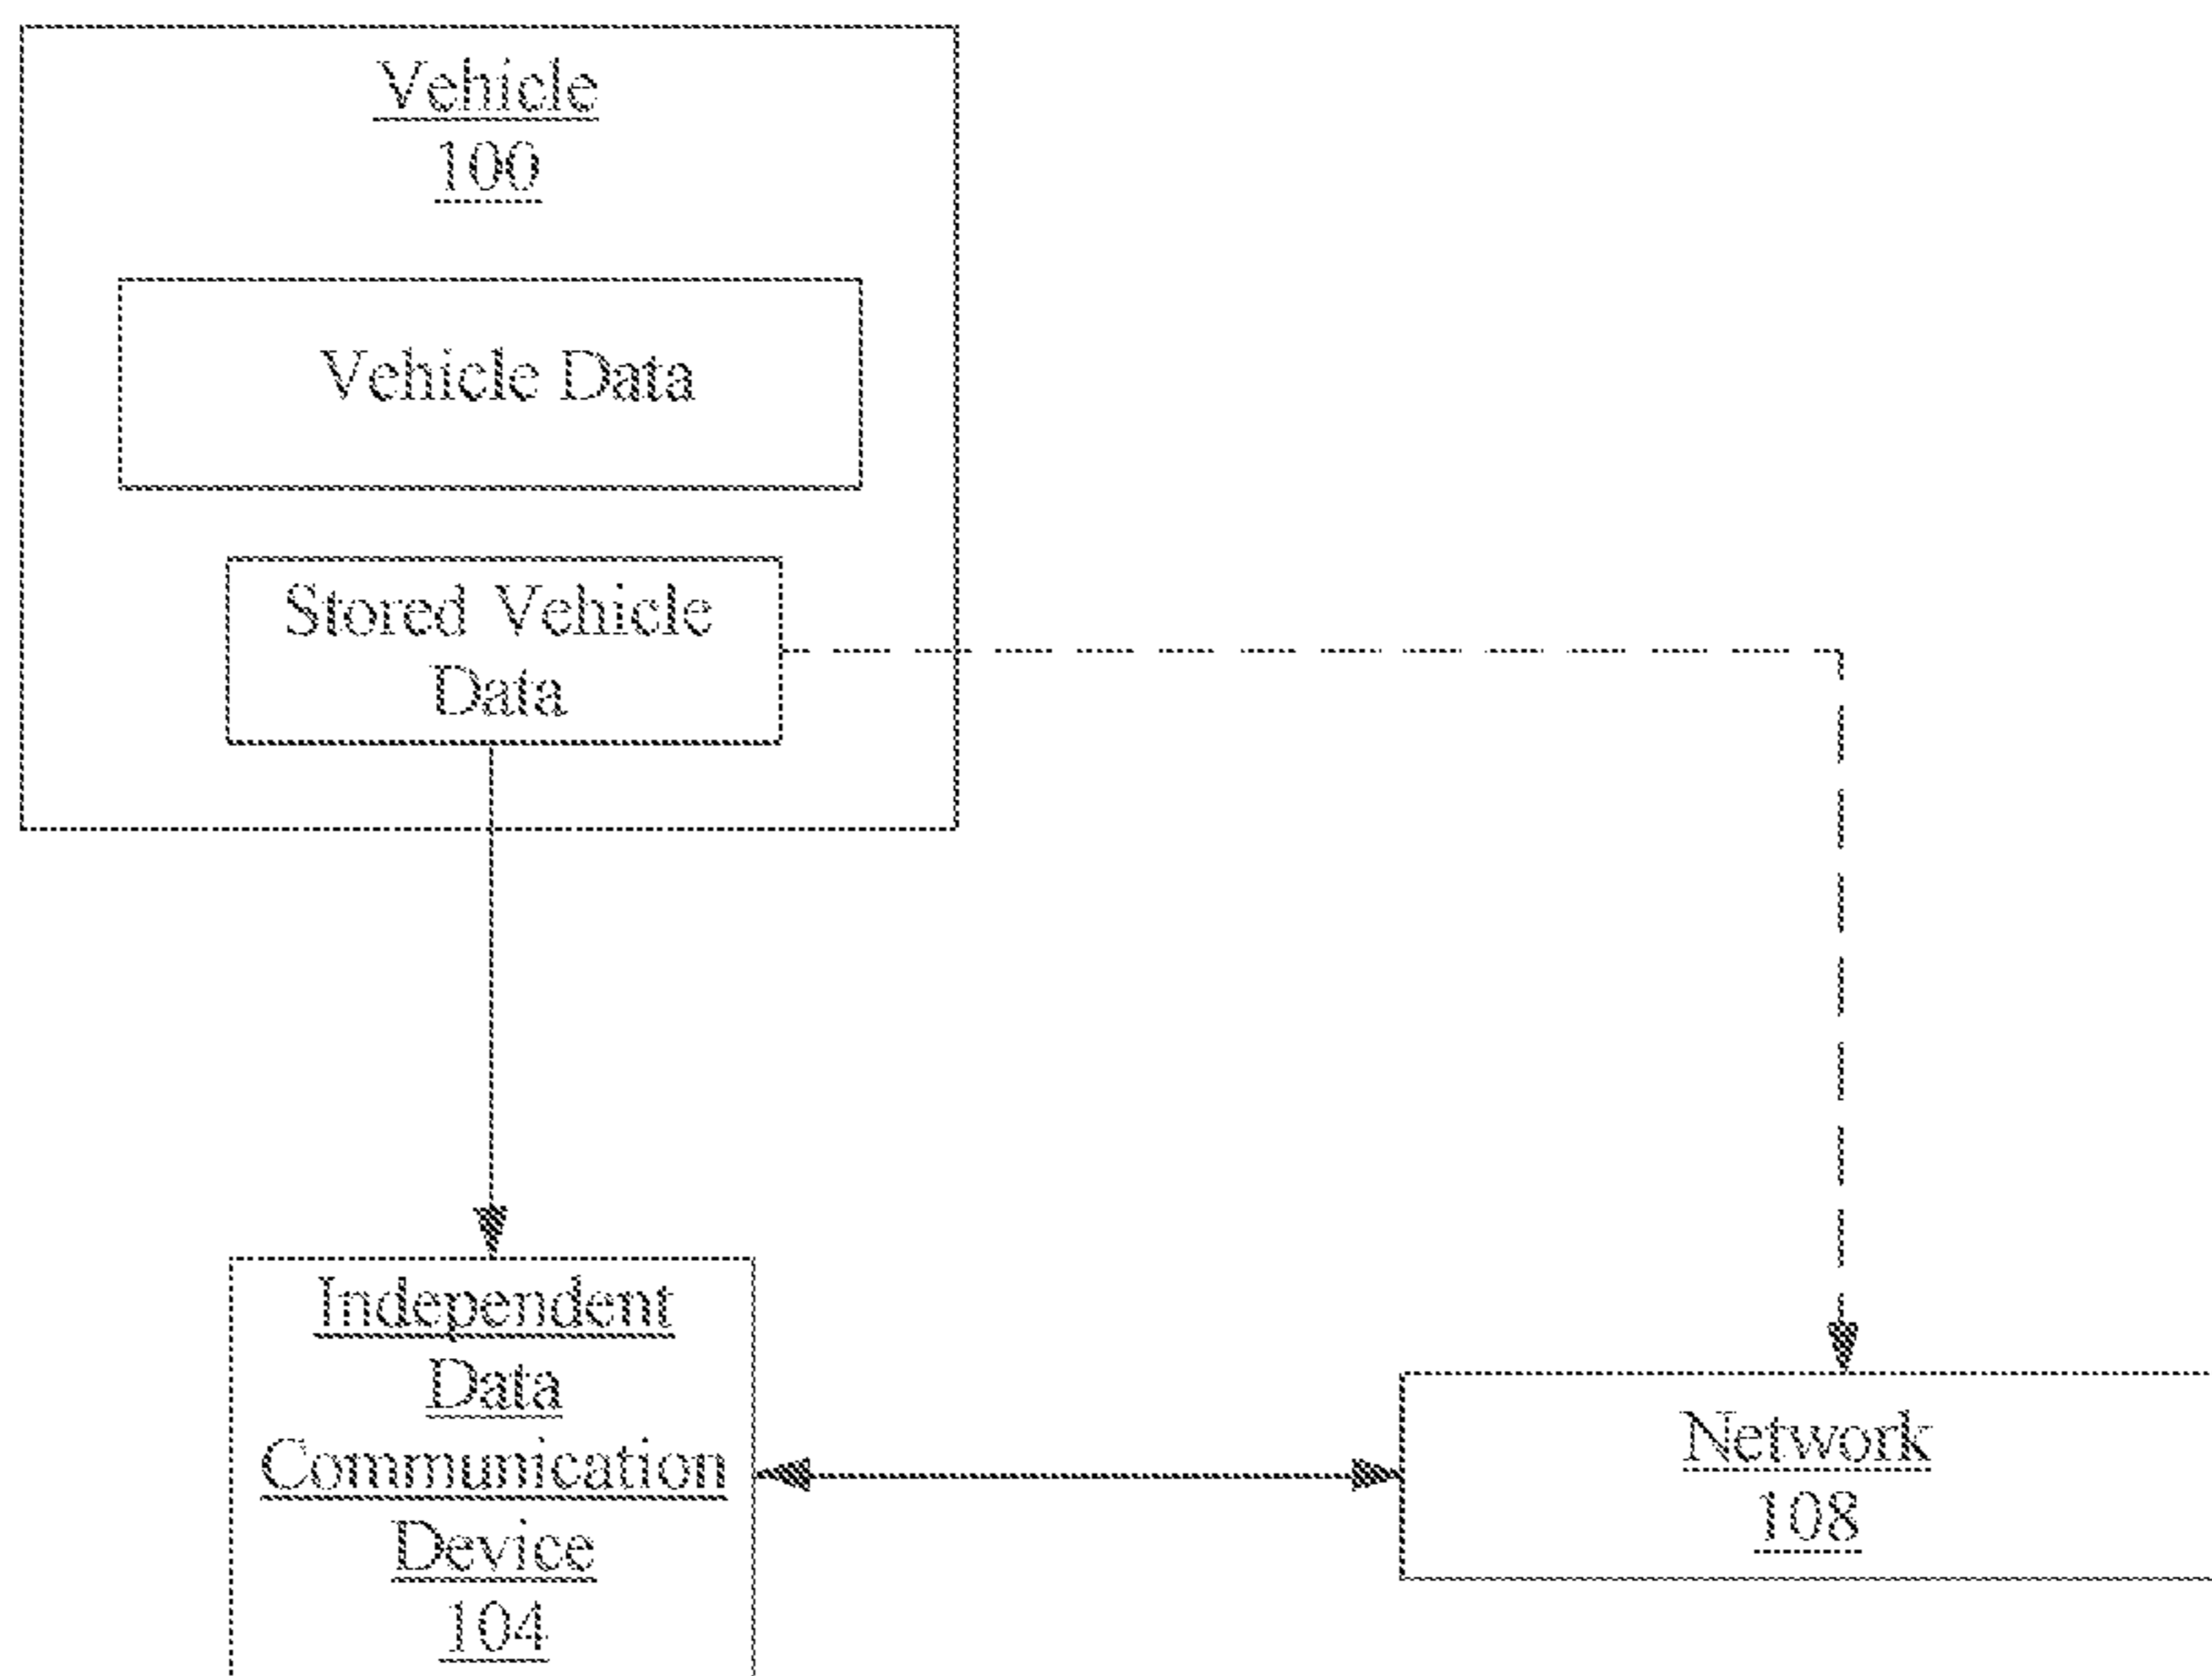 Vehicle
100
Vehicle Data
Stored Vehicle
Data
Independent
Data
Communication
Device
104
Network
108